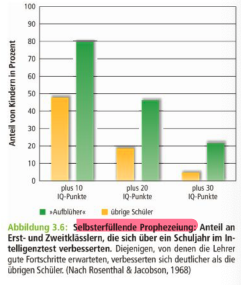 Anteil von Kindern in Prozent
100
90
80
70
60
50
40
30
20
10
0
plus 10 plus 20 plus 30
IQ-Punkte IQ-Punkte IQ-Punkte
»Aufblüher« übrige Schüler
Abbildung 3.6: Selbsterfüllende Prophezeiung: Anteil an
Erst- und Zweitklässlern, die sich über ein Schuljahr im In-
telligenztest verbesserten. Diejenigen, von denen die Lehrer
gute Fortschritte erwarteten, verbesserten sich deutlicher als die
übrigen Schüler. (Nach Rosenthal & Jacobson, 1968)